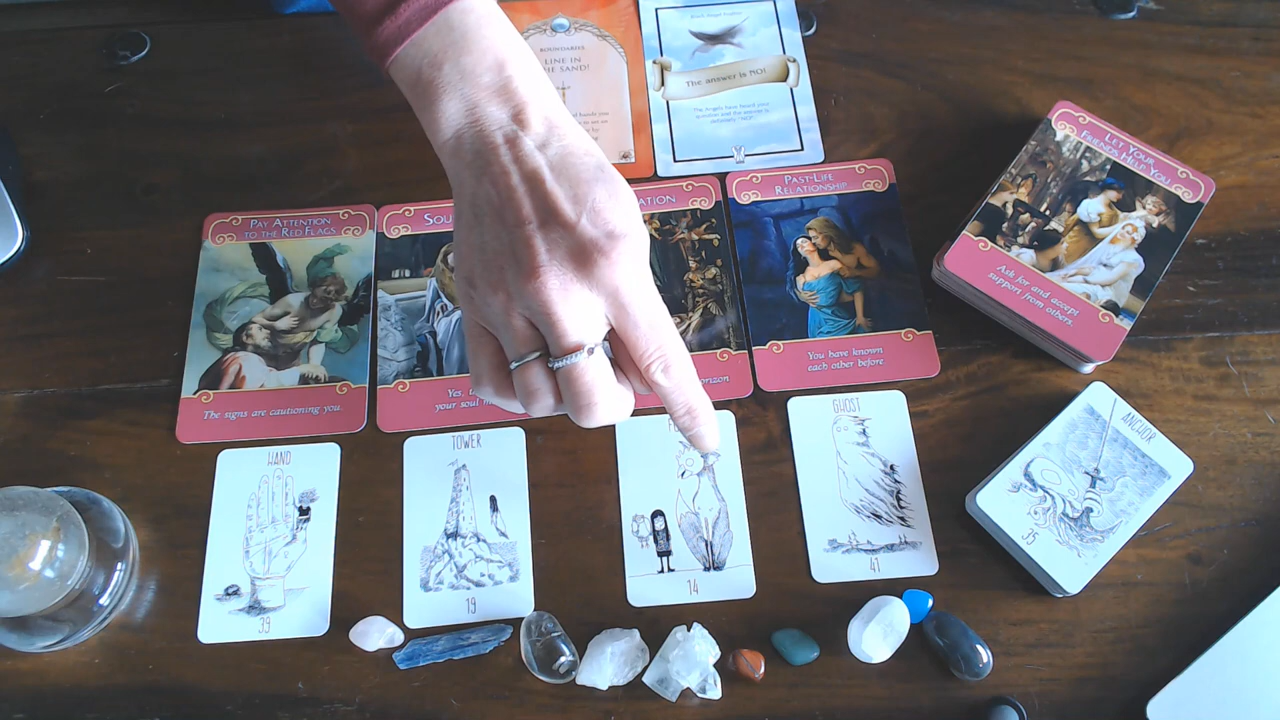 BOUNDARIES
LINE IN
HE SAND!
The answer is NO!
The Angels have heard your
question and the answer is
definitely "NO!"
LET YOUR
FRIENDS HELP YOU
Ask for and accept
support from others.
PAY ATTENTION
TO THE RED FLAGS
The signs are cautioning you.
SOU
Yes, t
your soul m
ATION
orizon
PAST-LIFE
RELATIONSHIP
You have known
each other before
HAND
39
TOWER
19
F
14
GHOST
41
ANCHOR
35